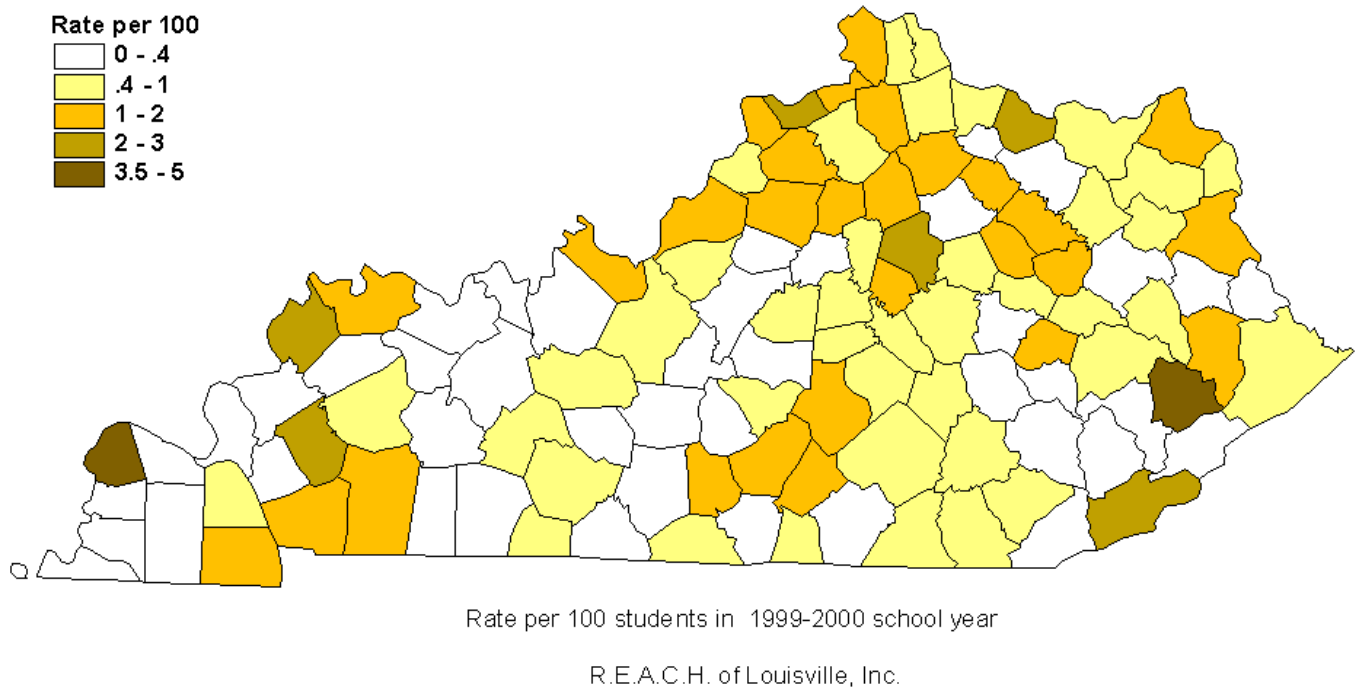 Rate per 100
0 - .4
.4 - 1
1 - 2
2 - 3
3.5 - 5
Rate per 100 students in 1999-2000 school year
R.E.A.C.H. of Louisville, Inc.